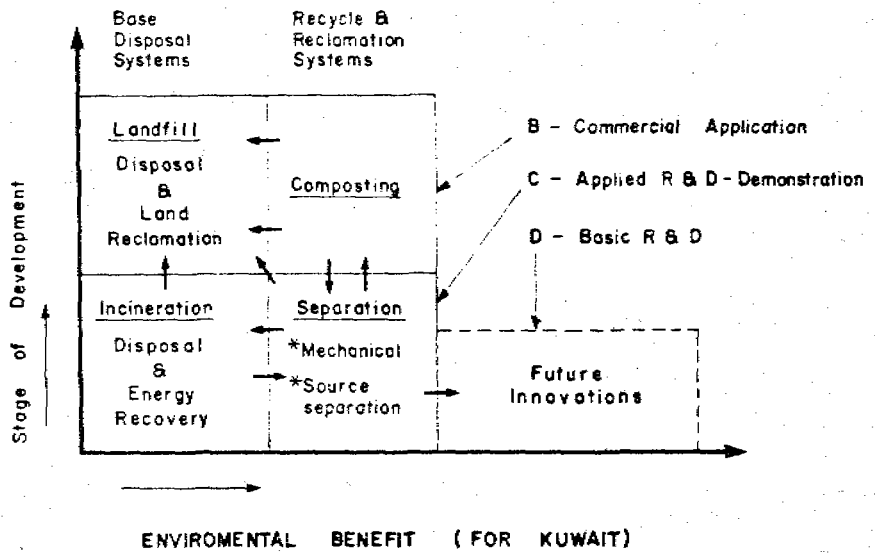 Base
Disposal
Systems
Recycle &
Reclamation
Systems
Landfill
Disposal
&
Land
Reclamation
Composting
B - Commercial Application
C - Applied R & D - Demonstration
D - Basic R & D
Incineration
Disposal
&
Energy
Recovery
Separation
*Mechanical
*Source
separation
Future
Innovations
Stage of Development
ENVIROMENTAL BENEFIT (FOR KUWAIT)